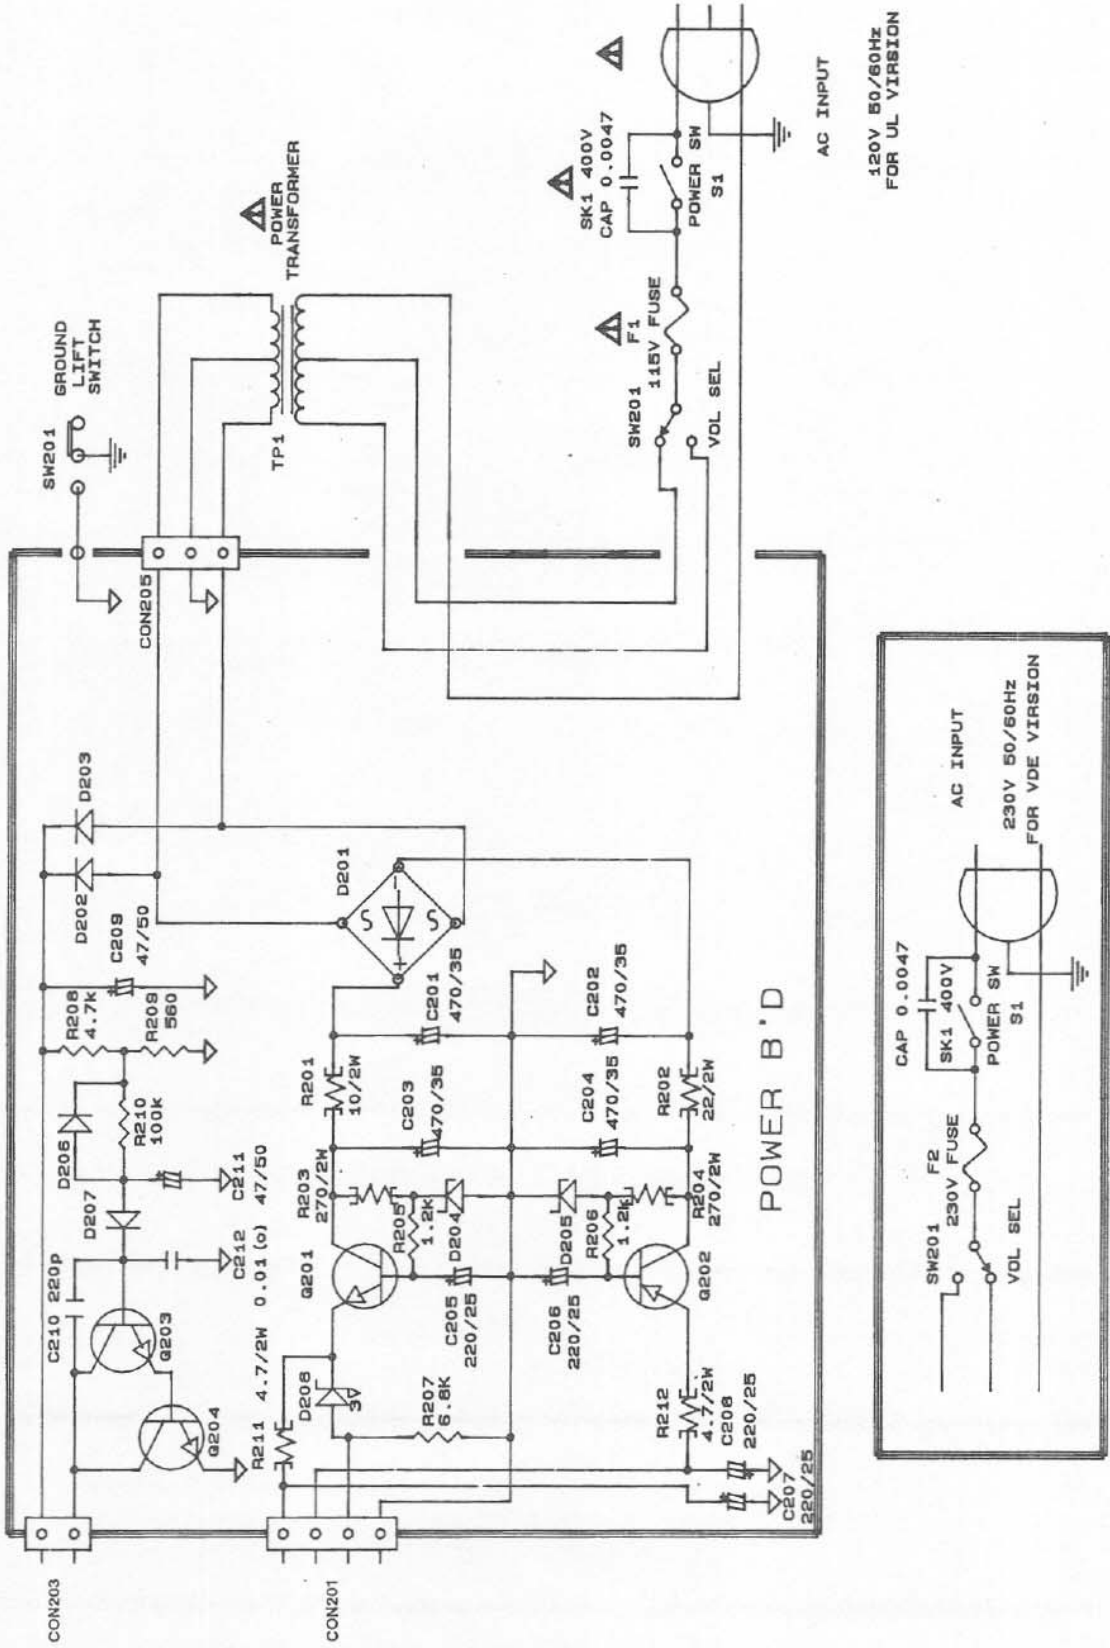 GROUND
LIFT
SWITCH
SW201
CON205
POWER
TRANSFORMER
TP1
SK1 400V
CAP 0.0047
POWER SW
S1
F1
115V FUSE
SW201
VOL SEL
AC INPUT
120V 50/60Hz
FOR UL VIRSION
CON203
CON201
C210 220p
Q203
Q204
D207
D206
R210
100k
C211
47/50
C212
0.01(o)
R208
4.7k
R209
560
C209
47/50
D202
D203
D201
S
S
+
-
R211
4.7/2W
D208
3V
R207
6.8K
Q201
R203
270/2W
R205
1.2k
D204
C205
220/25
C206
220/25
D205
R206
1.2k
Q202
R204
270/2W
R201
10/2W
C203
470/35
C201
470/35
C204
470/35
C202
470/35
R202
22/2W
R212
4.7/2W
C208
220/25
C207
220/25
POWER B'D
CAP 0.0047
SK1 400V
POWER SW
S1
SW201
230V FUSE
F2
VOL SEL
AC INPUT
230V 50/60Hz
FOR VDE VIRSION